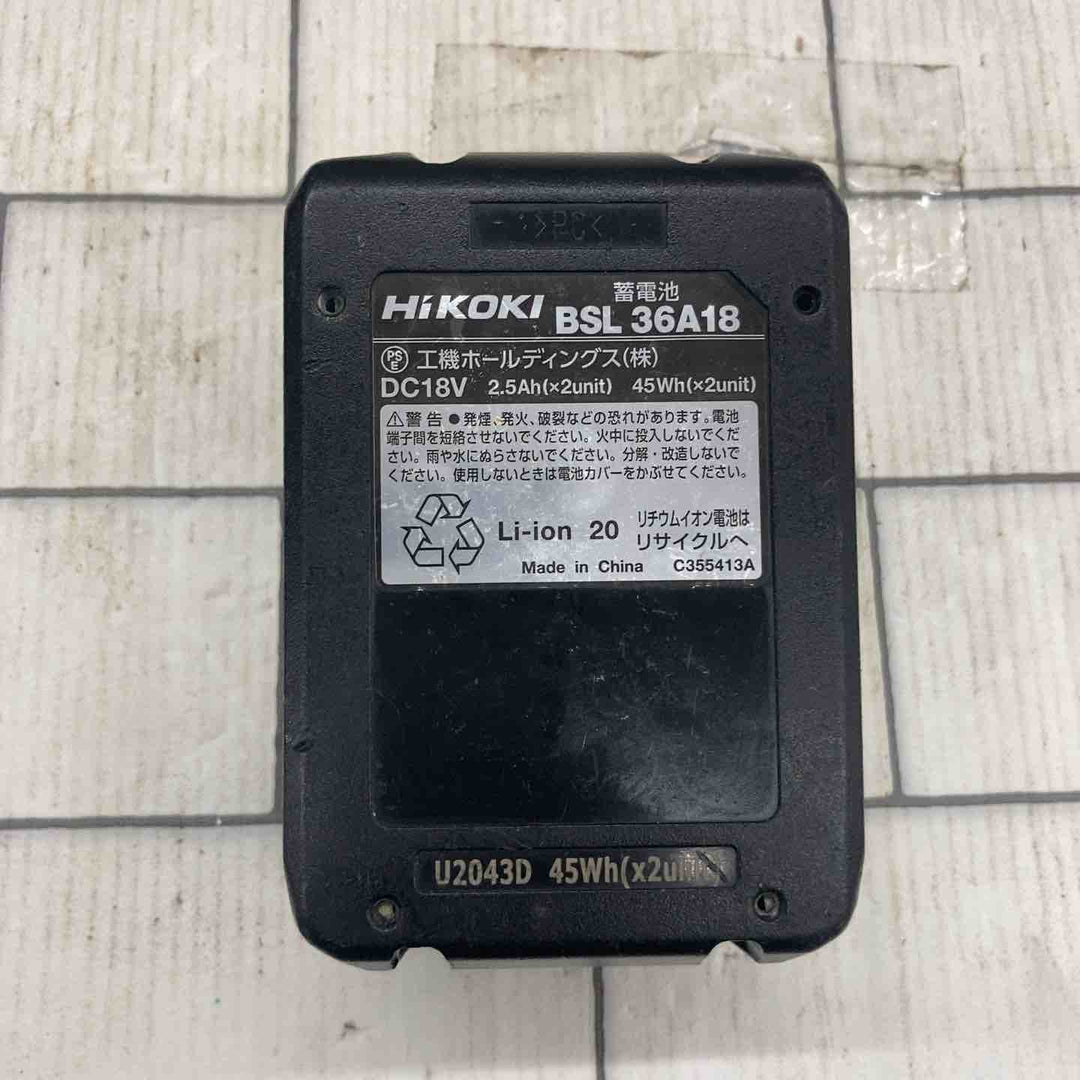 >PC<
HiKOKI 蓄電池
BSL 36A18
PSE 工機ホールディングス(株)
DC18V 2.5Ah(×2unit) 45Wh(×2unit)
⚠警告 ●発煙、発火、破裂などの恐れがあります。電池
端子間を短絡させないでください。火中に投入しないでくだ
さい。雨や水にぬらさないでください。分解・改造しないで
ください。使用しないときは電池カバーをかぶせてください。
Li-ion 20 リチウムイオン電池は
リサイクルへ
Made in China C355413A
U2043D 45Wh(x2unit)